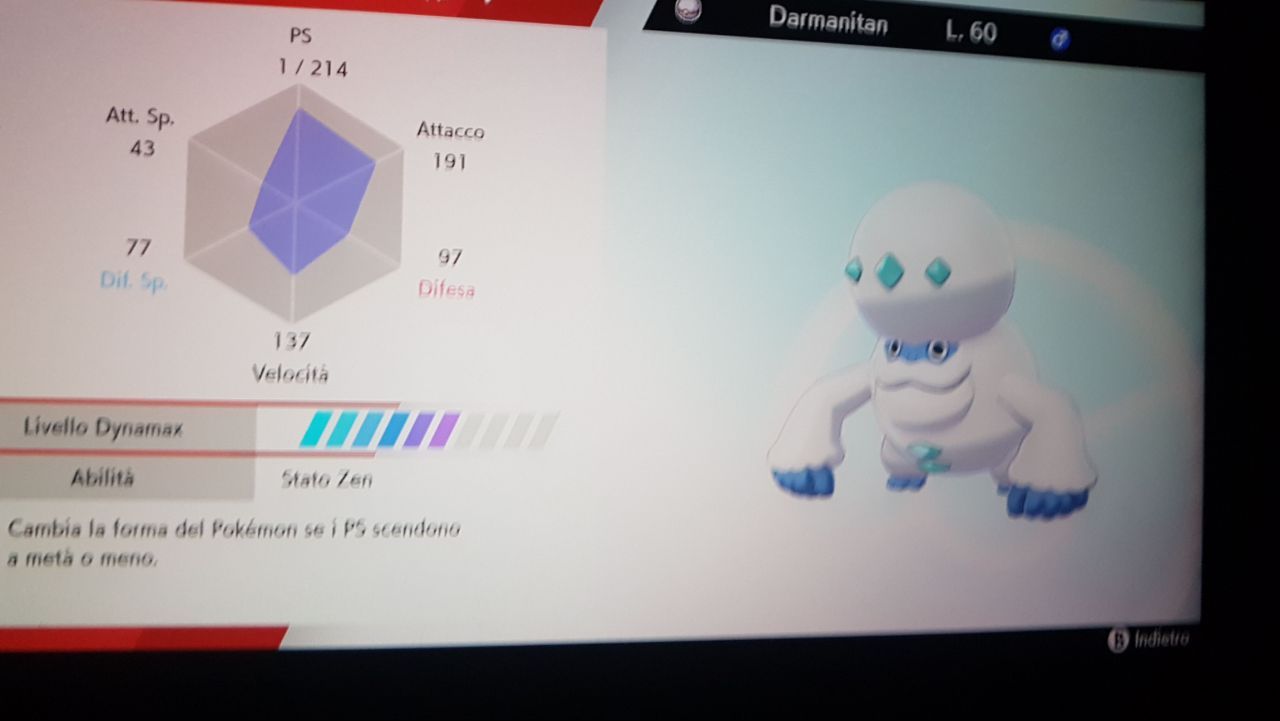 Darmanitan L. 60
PS
1 / 214
Att. Sp.
43
Attacco
191
77
Dif. Sp.
97
Difesa
137
Velocità
Livello Dynamax
Abilità Stato Zen
Cambia la forma del Pokémon se i PS scendono
a metà o meno.
B Indietro